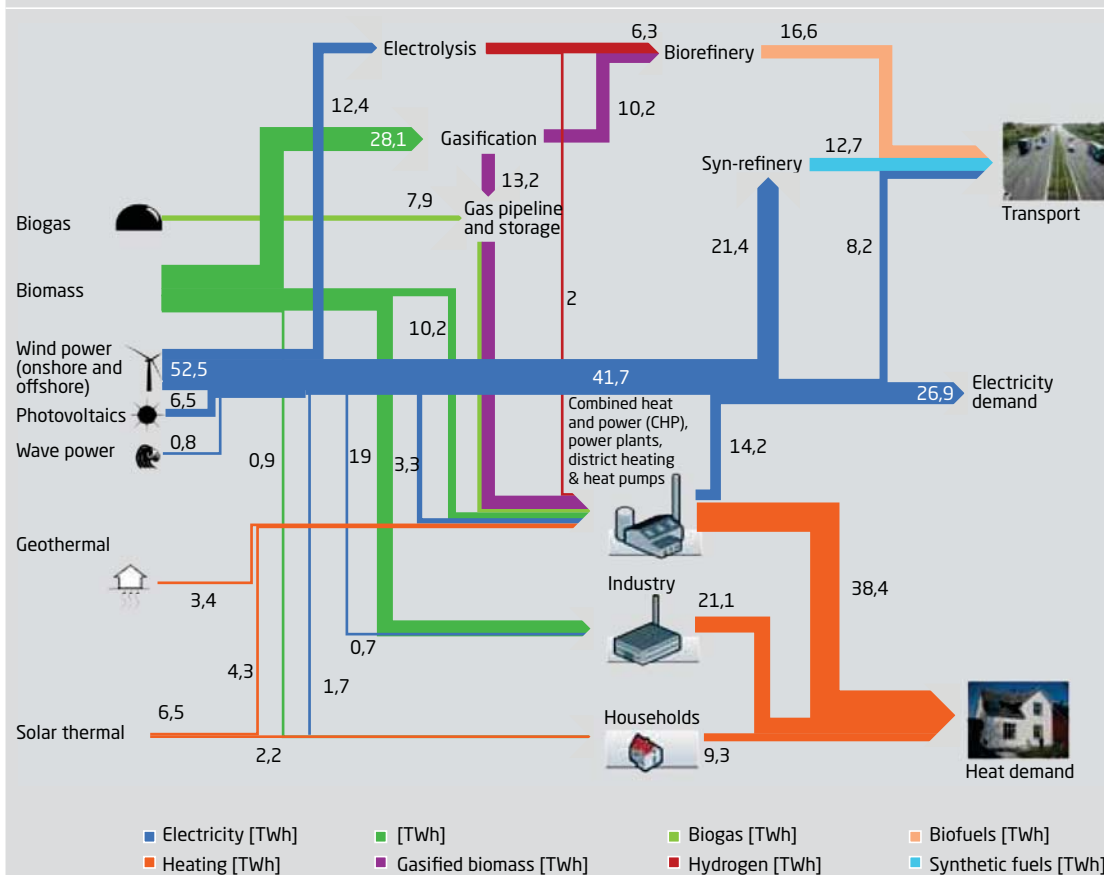 Electrolysis
6,3
Biorefinery
16,6
12,4
10,2
28,1
Gasification
12,7
Syn-refinery
13,2
7,9
Gas pipeline
and storage
Transport
Biogas
21,4
8,2
Biomass
2
10,2
Wind power
(onshore and
offshore)
52,5
41,7
26,9
Electricity
demand
6,5
Photovoltaics
Combined heat
and power (CHP),
power plants,
district heating
& heat pumps
0,8
Wave power
0,9
19
3,3
14,2
Geothermal
3,4
Industry
21,1
38,4
0,7
4,3
1,7
6,5
Solar thermal
2,2
Households
9,3
Heat demand
Electricity [TWh]
[TWh]
Biogas [TWh]
Biofuels [TWh]
Heating [TWh]
Gasified biomass [TWh]
Hydrogen [TWh]
Synthetic fuels [TWh]